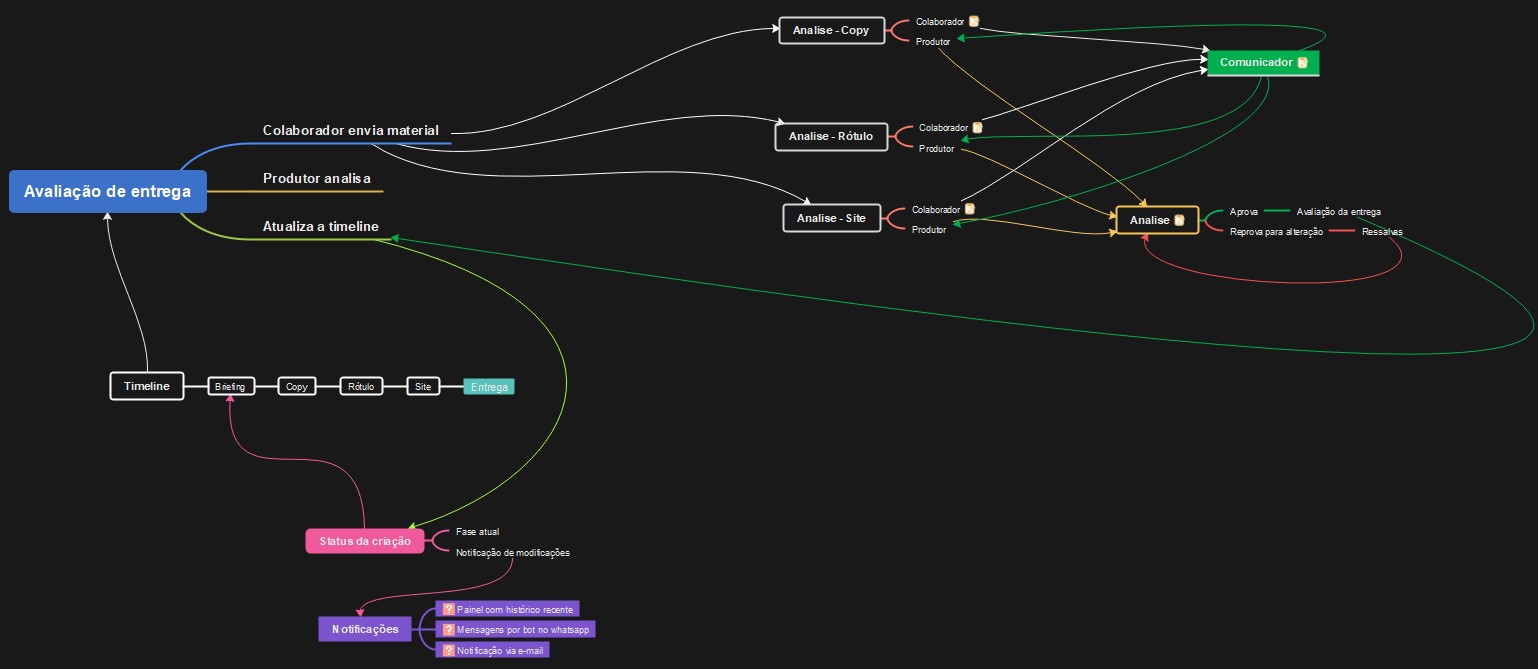 Analise - Copy
Colaborador
Produtor
Comunicador
Colaborador envia material
Analise - Rótulo
Colaborador
Produtor
Avaliação de entrega
Produtor analisa
Atualiza a timeline
Analise - Site
Colaborador
Produtor
Analise
Aprova
Avaliação da entrega
Reprova para alteração
Ressalvas
Timeline
Briefing
Copy
Rótulo
Site
Entrega
Status da criação
Fase atual
Notificação de modificações
Notificações
Painel com histórico recente
Mensagens por bot no whatsapp
Notificação via e-mail